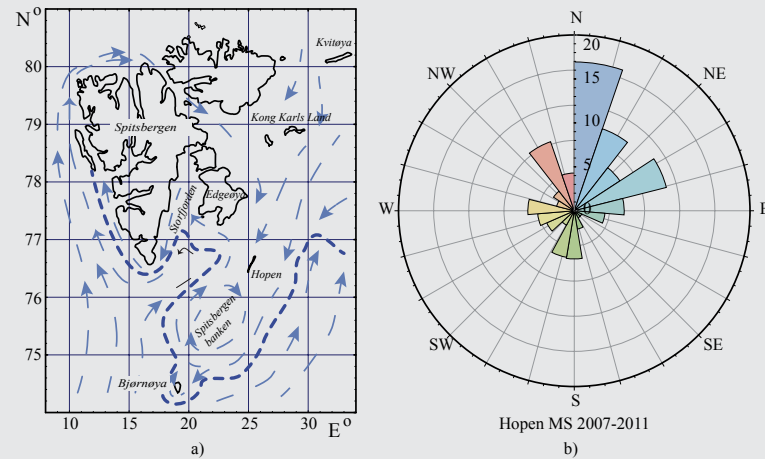 N°
80
79
78
77
76
75
10
15
20
25
30
E°
Kvitøya
Kong Karls Land
Spitsbergen
Edgeøya
Storfjorden
Hopen
Spitsbergen
banken
Bjørnøya
a)
N
NE
E
SE
S
SW
W
NW
20
15
10
5
0
Hopen MS 2007-2011
b)